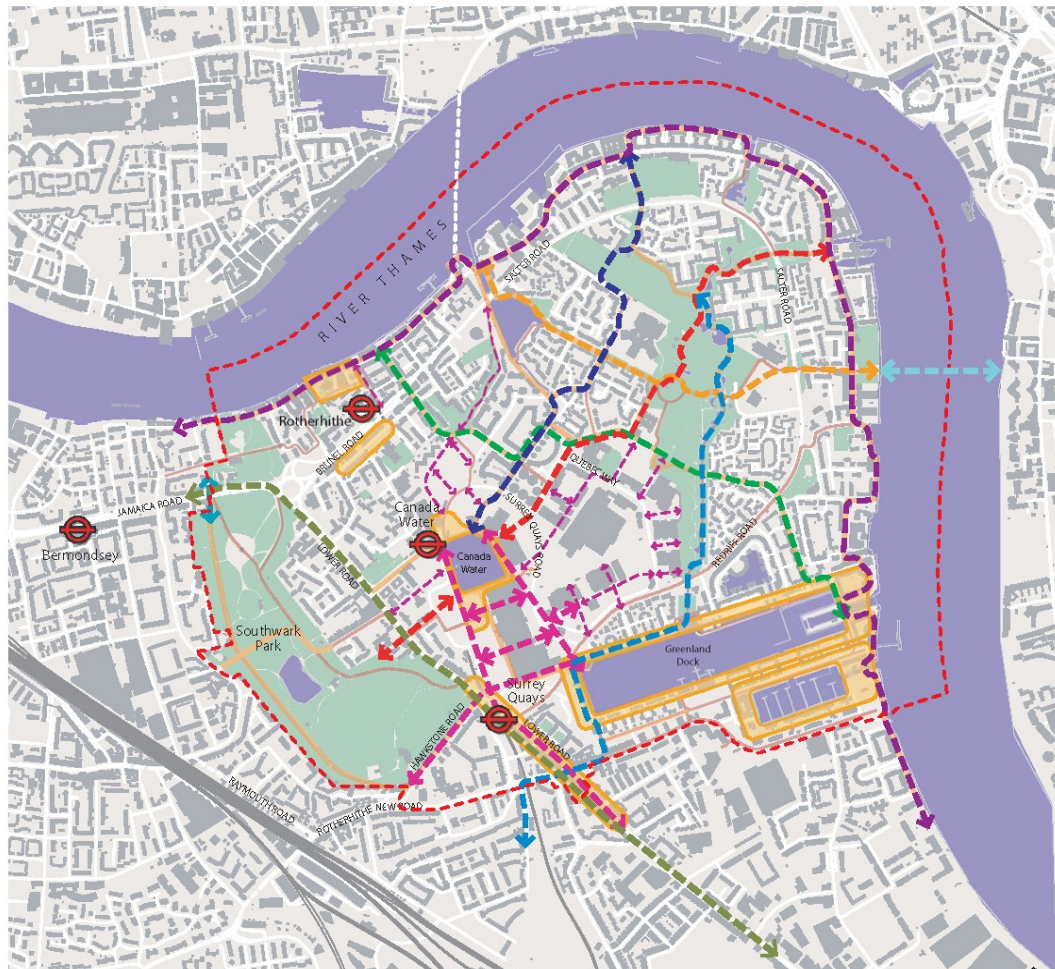 RIVER THAMES
SALTER ROAD
SALTER ROAD
Rotherhithe
BRUNEL ROAD
QUEBEC WAY
JAMAICA ROAD
Bermondsey
Canada
Water
SURREY QUAYS ROAD
Canada
Water
LOWER ROAD
REDRIFF ROAD
Southwark
Park
Greenland
Dock
Surrey
Quays
LOWER ROAD
HAWKSTONE ROAD
RAYMOUTH ROAD
ROTHERHITHE NEW ROAD